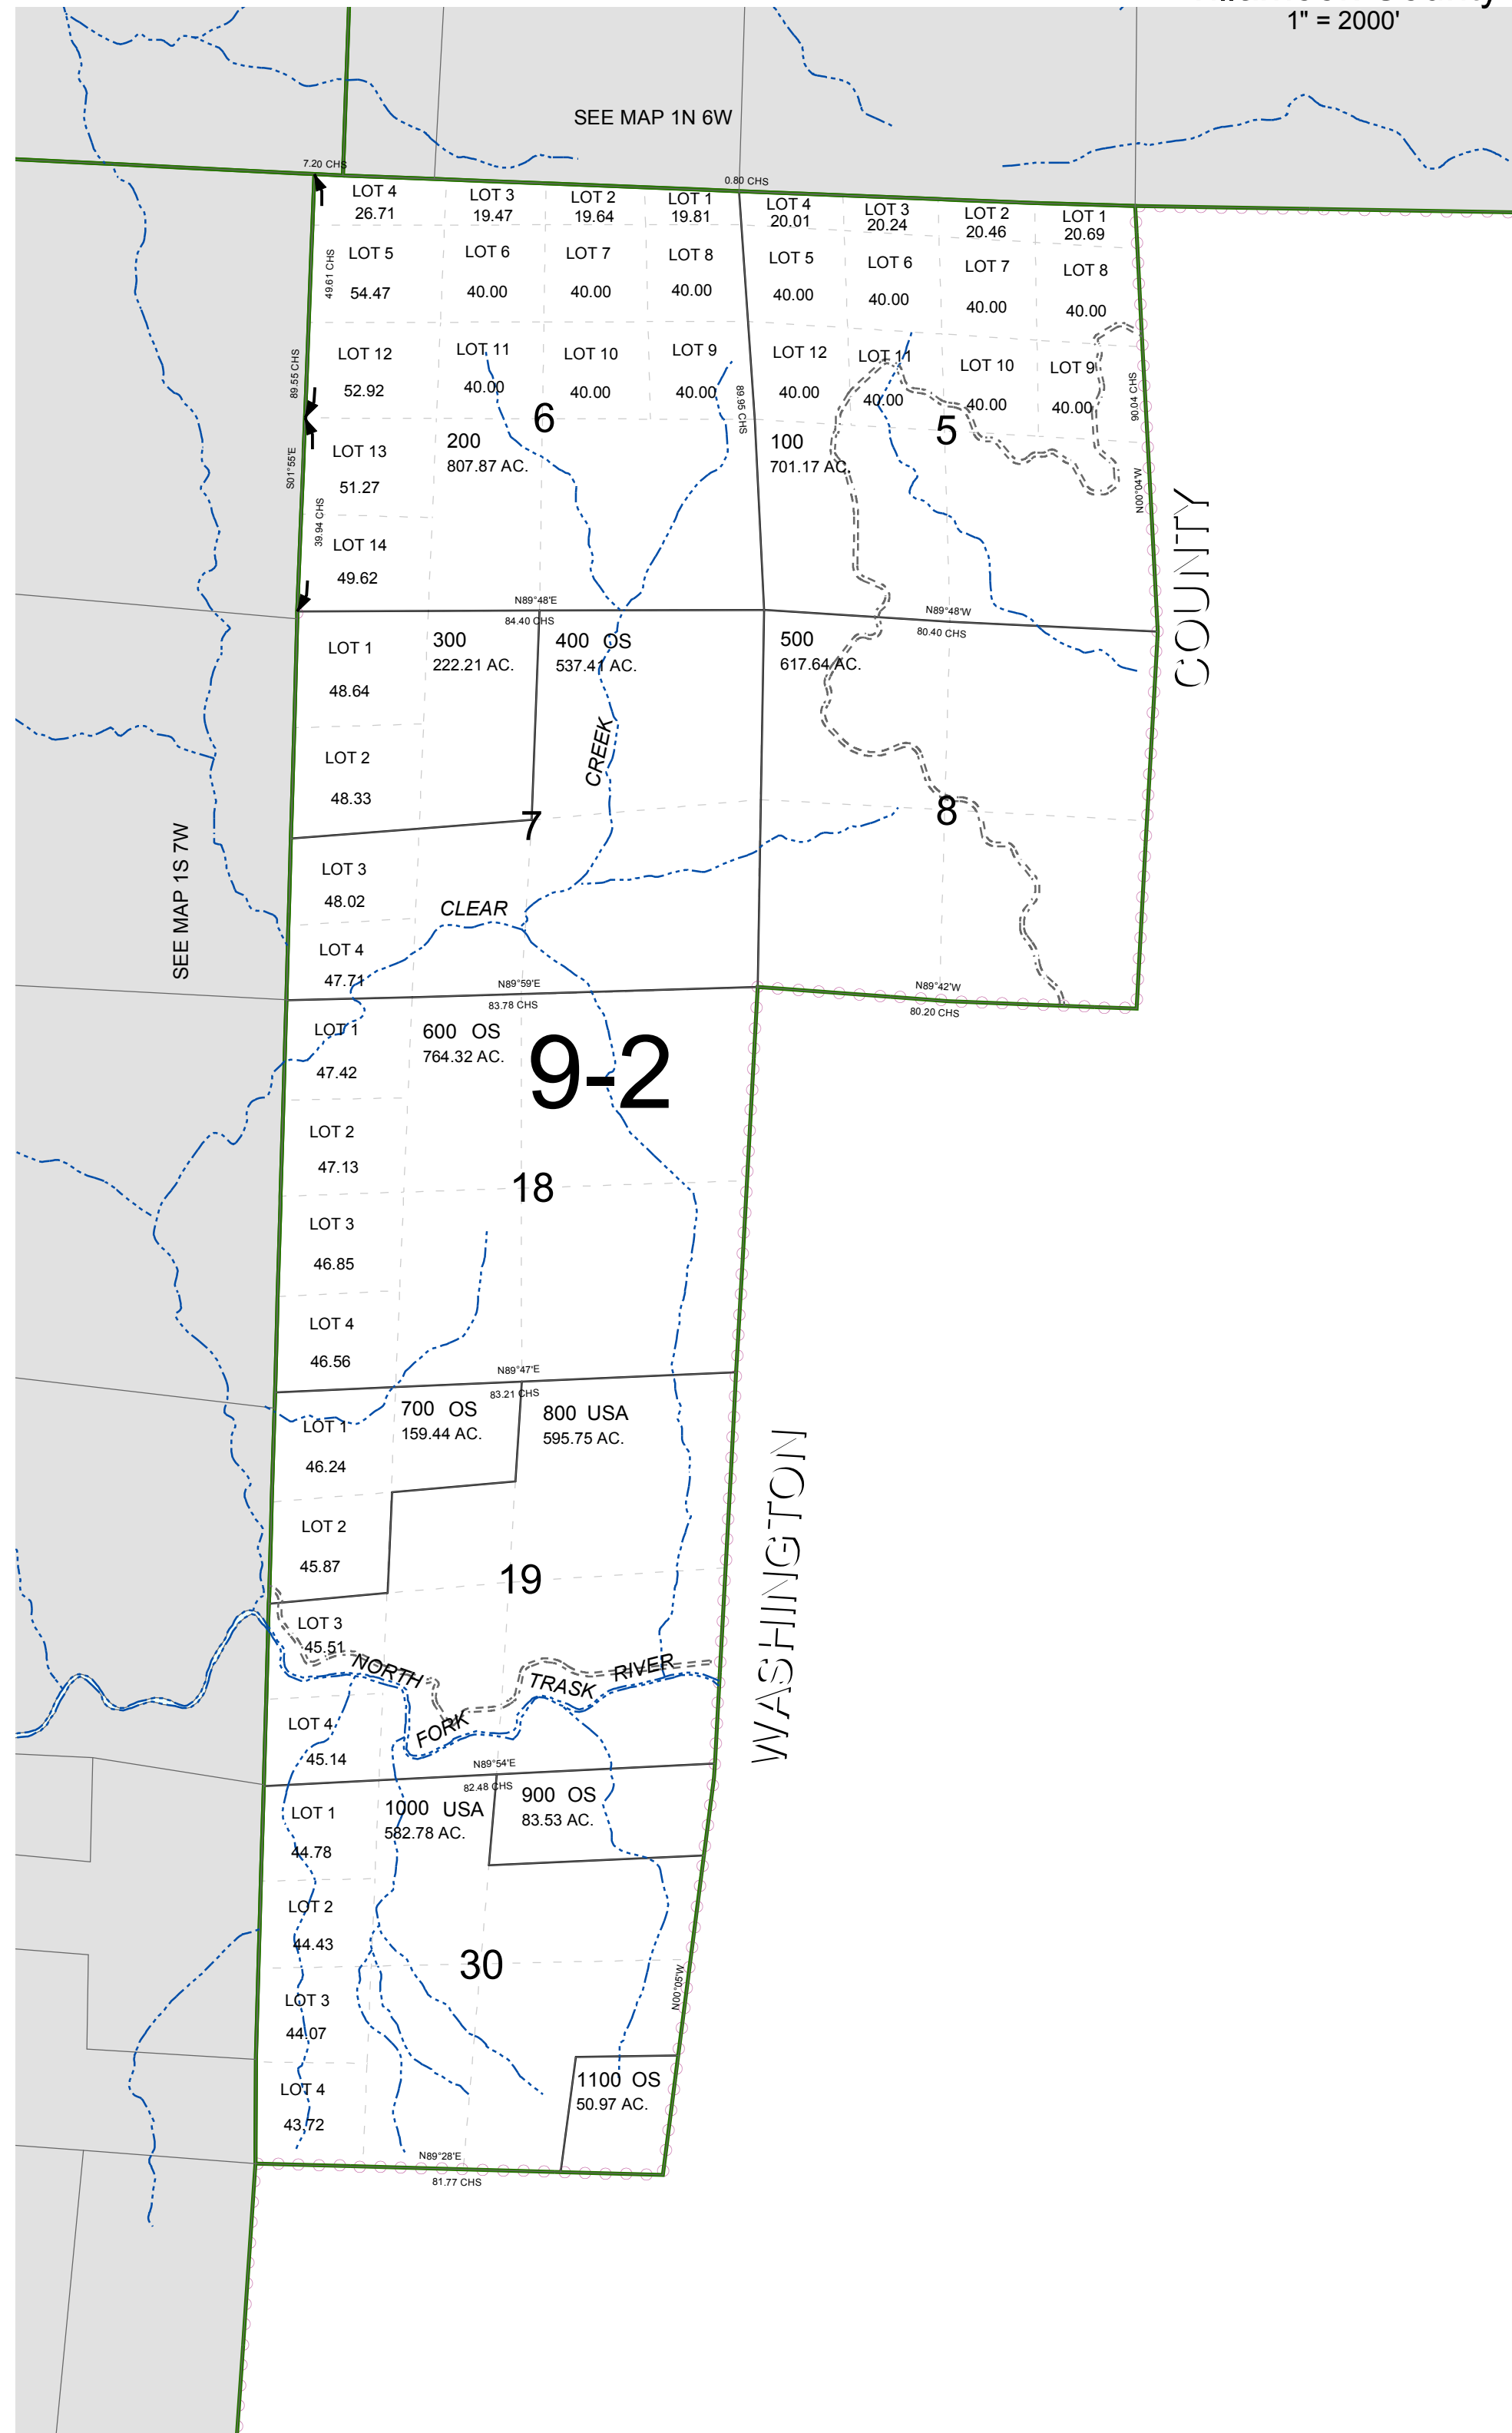 1" = 2000'
SEE MAP 1N 6W
7.20 CHS
0.80 CHS
LOT 4
26.71
LOT 3
19.47
LOT 2
19.64
LOT 1
19.81
LOT 4
20.01
LOT 3
20.24
LOT 2
20.46
LOT 1
20.69
LOT 5
54.47
LOT 6
40.00
LOT 7
40.00
LOT 8
40.00
LOT 5
40.00
LOT 6
40.00
LOT 7
40.00
LOT 8
40.00
49.61 CHS
89.55 CHS
LOT 12
52.92
LOT 11
40.00
LOT 10
40.00
LOT 9
40.00
89.95 CHS
LOT 12
40.00
LOT 11
40.00
LOT 10
40.00
LOT 9
40.00
90.04 CHS
6
5
200
807.87 AC.
100
701.17 AC.
LOT 13
51.27
S01°55'E
39.94 CHS
N00°04'W
COUNTY
LOT 14
49.62
N89°48'E
84.40 CHS
N89°48'W
80.40 CHS
LOT 1
48.64
300
222.21 AC.
400 OS
537.41 AC.
500
617.64 AC.
LOT 2
48.33
CREEK
7
8
SEE MAP 1S 7W
LOT 3
48.02
CLEAR
LOT 4
47.71
N89°59'E
83.78 CHS
N89°42'W
80.20 CHS
LOT 1
47.42
600 OS
764.32 AC.
9-2
LOT 2
47.13
18
LOT 3
46.85
LOT 4
46.56
N89°47'E
83.21 CHS
LOT 1
46.24
700 OS
159.44 AC.
800 USA
595.75 AC.
LOT 2
45.87
19
WASHINGTON
LOT 3
45.51
NORTH
FORK
TRASK
RIVER
LOT 4
45.14
N89°54'E
82.48 CHS
LOT 1
44.78
1000 USA
582.78 AC.
900 OS
83.53 AC.
LOT 2
44.43
30
N00°05'W
LOT 3
44.07
LOT 4
43.72
1100 OS
50.97 AC.
N89°28'E
81.77 CHS